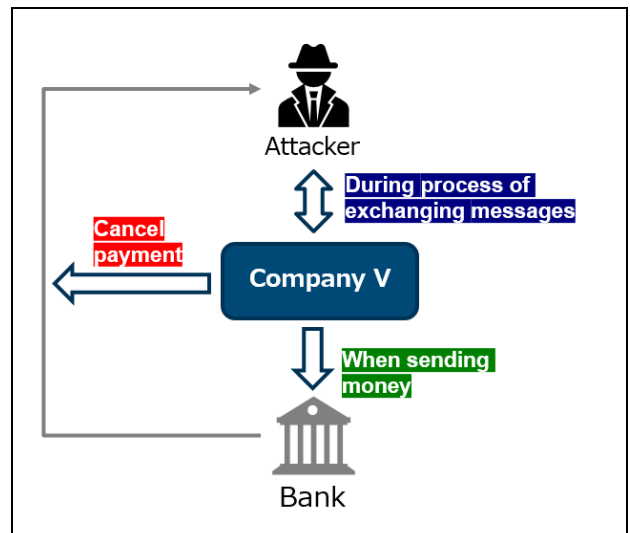 Attacker
During process of
exchanging messages
Cancel
payment
Company V
When sending
money
Bank